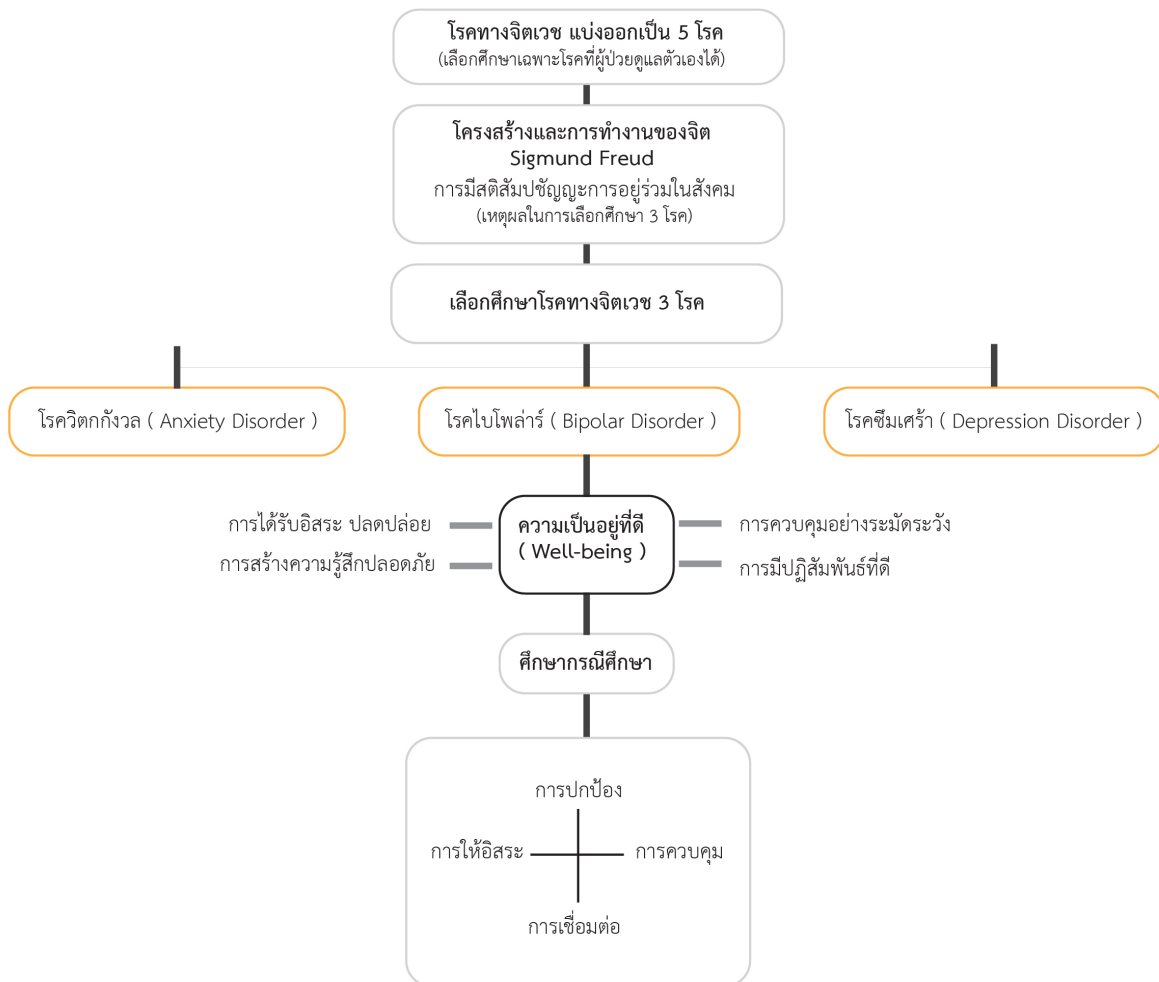 โรคทางจิตเวช แบ่งออกเป็น 5 โรค
(เลือกศึกษาเฉพาะโรคที่ผู้ป่วยดูแลตัวเองได้)
โครงสร้างและการทำงานของจิต
Sigmund Freud
การมีสติสัมปชัญญะการอยู่ร่วมในสังคม
(เหตุผลในการเลือกศึกษา 3 โรค)
เลือกศึกษาโรคทางจิตเวช 3 โรค
โรควิตกกังวล ( Anxiety Disorder )
โรคไบโพล่าร์ ( Bipolar Disorder )
โรคซึมเศร้า ( Depression Disorder )
การได้รับอิสระ ปลดปล่อย
การสร้างความรู้สึกปลอดภัย
ความเป็นอยู่ที่ดี
( Well-being )
การควบคุมอย่างระมัดระวัง
การมีปฏิสัมพันธ์ที่ดี
ศึกษากรณีศึกษา
การปกป้อง
การให้อิสระ
การควบคุม
การเชื่อมต่อ